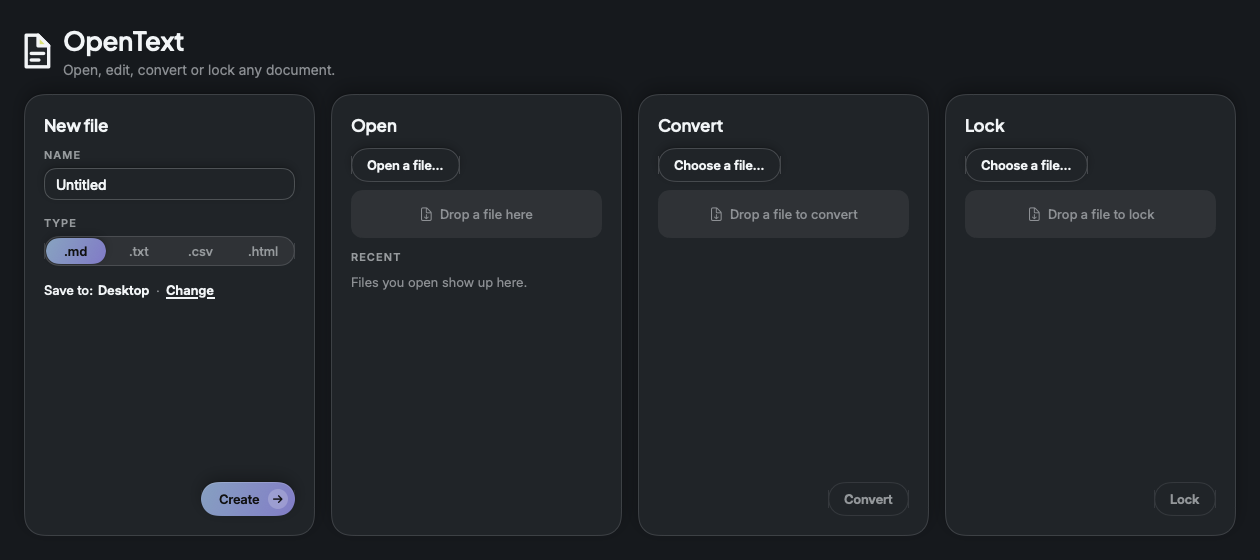 OpenText
Open, edit, convert or lock any document.
New file
NAME
Untitled
TYPE
.md .txt .csv .html
Save to: Desktop · Change
Create
Open
Open a file...
Drop a file here
RECENT
Files you open show up here.
Convert
Choose a file...
Drop a file to convert
Convert
Lock
Choose a file...
Drop a file to lock
Lock